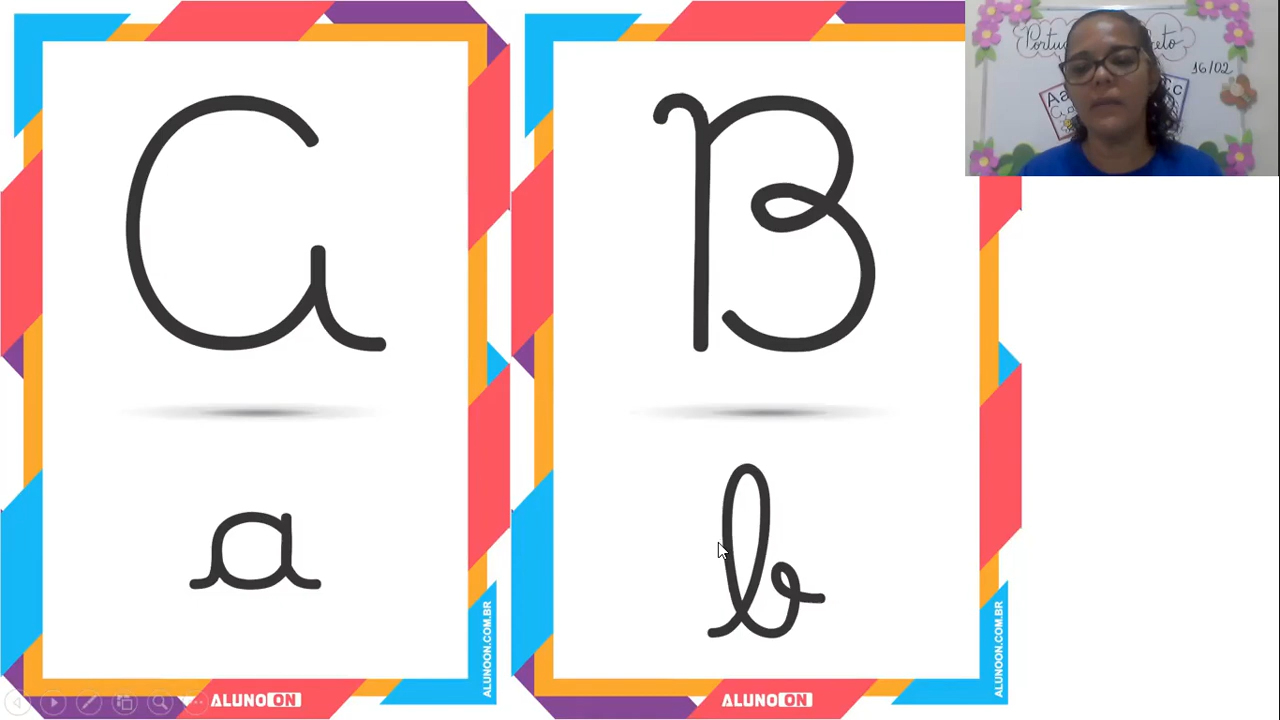 A
a
ALUNOON.COM.BR
ALUNO ON
B
b
ALUNOON.COM.BR
ALUNO ON
16/02